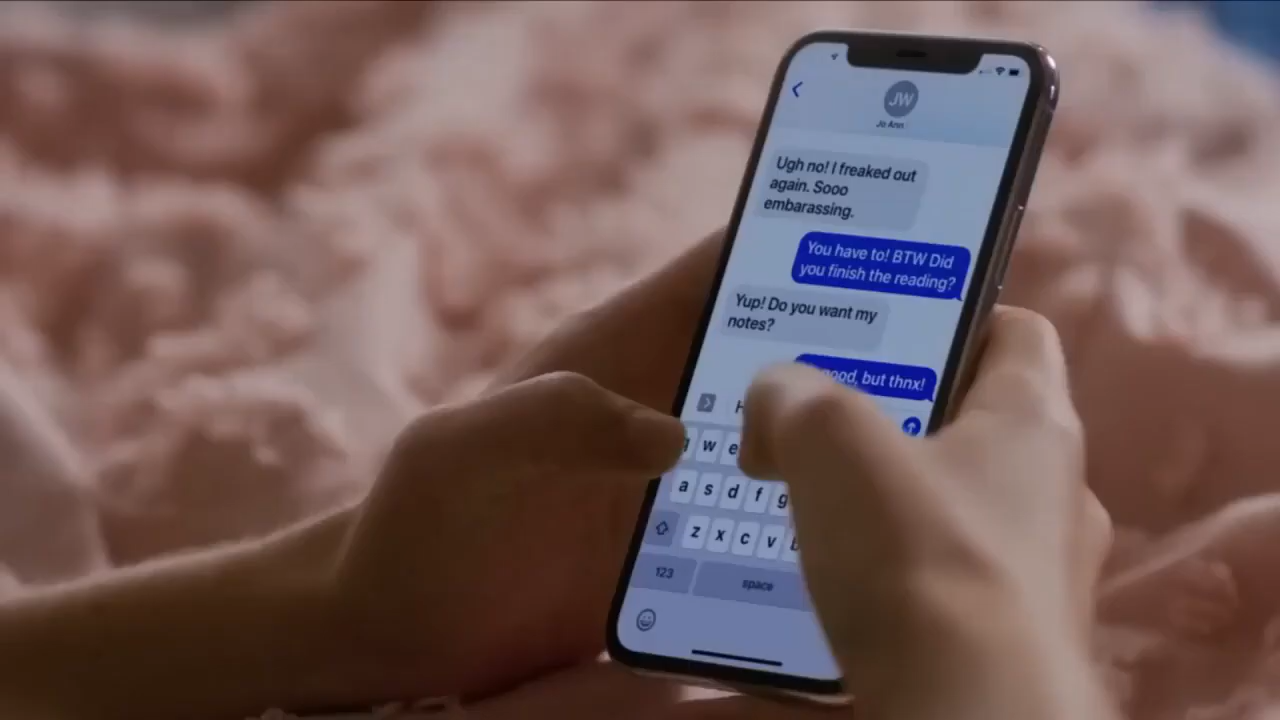 JW
Jo Ann
Ugh no! I freaked out
again. Sooo
embarassing.
You have to! BTW Did
you finish the reading?
Yup! Do you want my
notes?
good, but thnx!
H
q w e
a s d f g
z x c v b
123 space